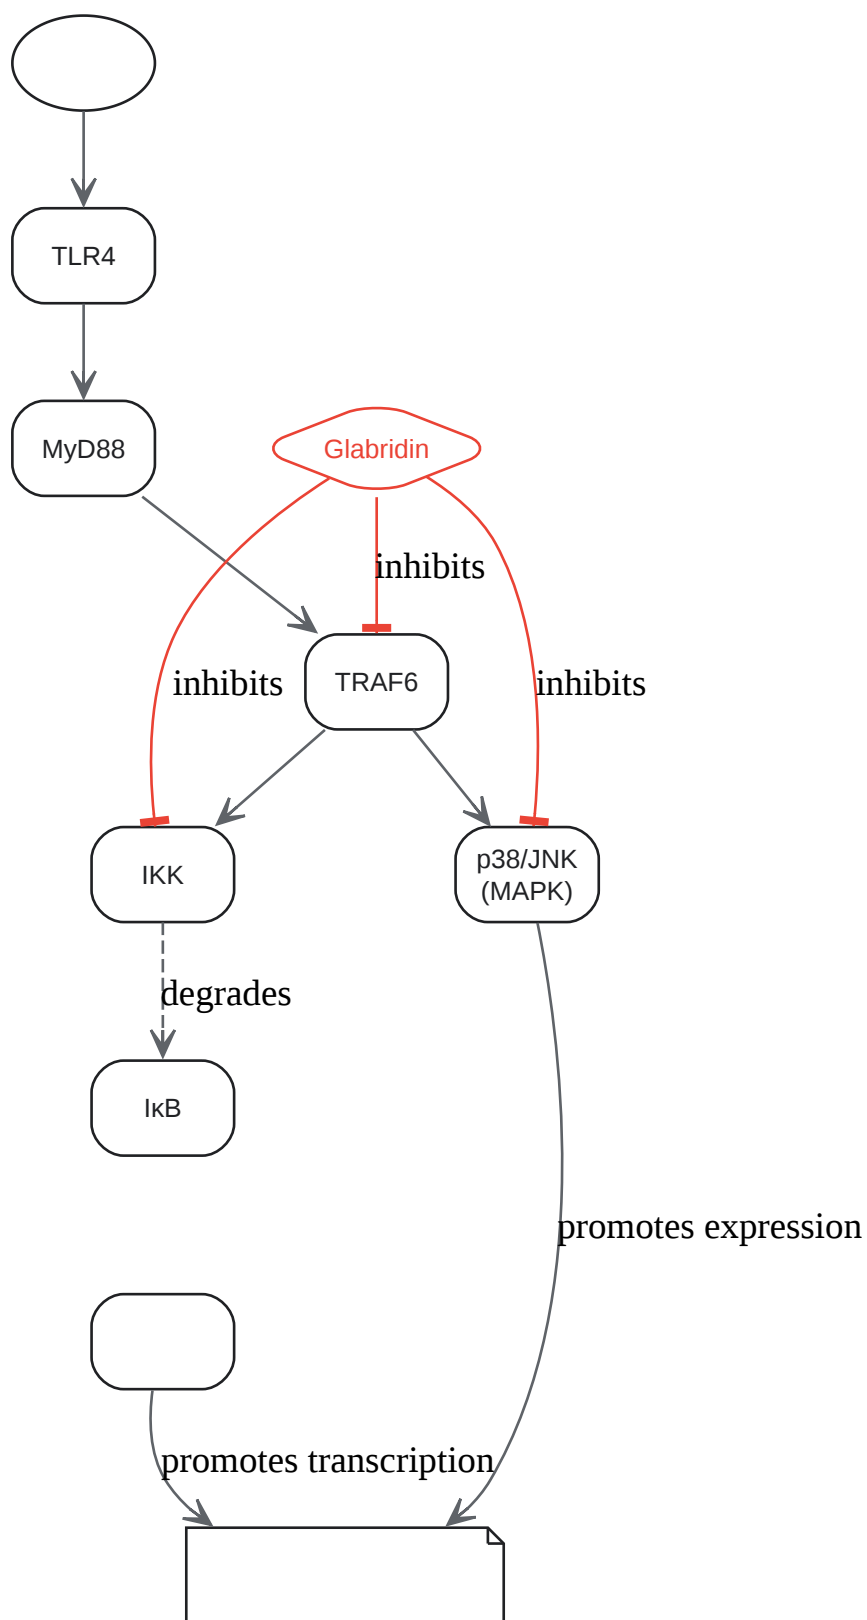 TLR4
MyD88
Glabridin
inhibits
inhibits
TRAF6
inhibits
IKK
p38/JNK
(MAPK)
degrades
IκB
promotes expression
promotes transcription